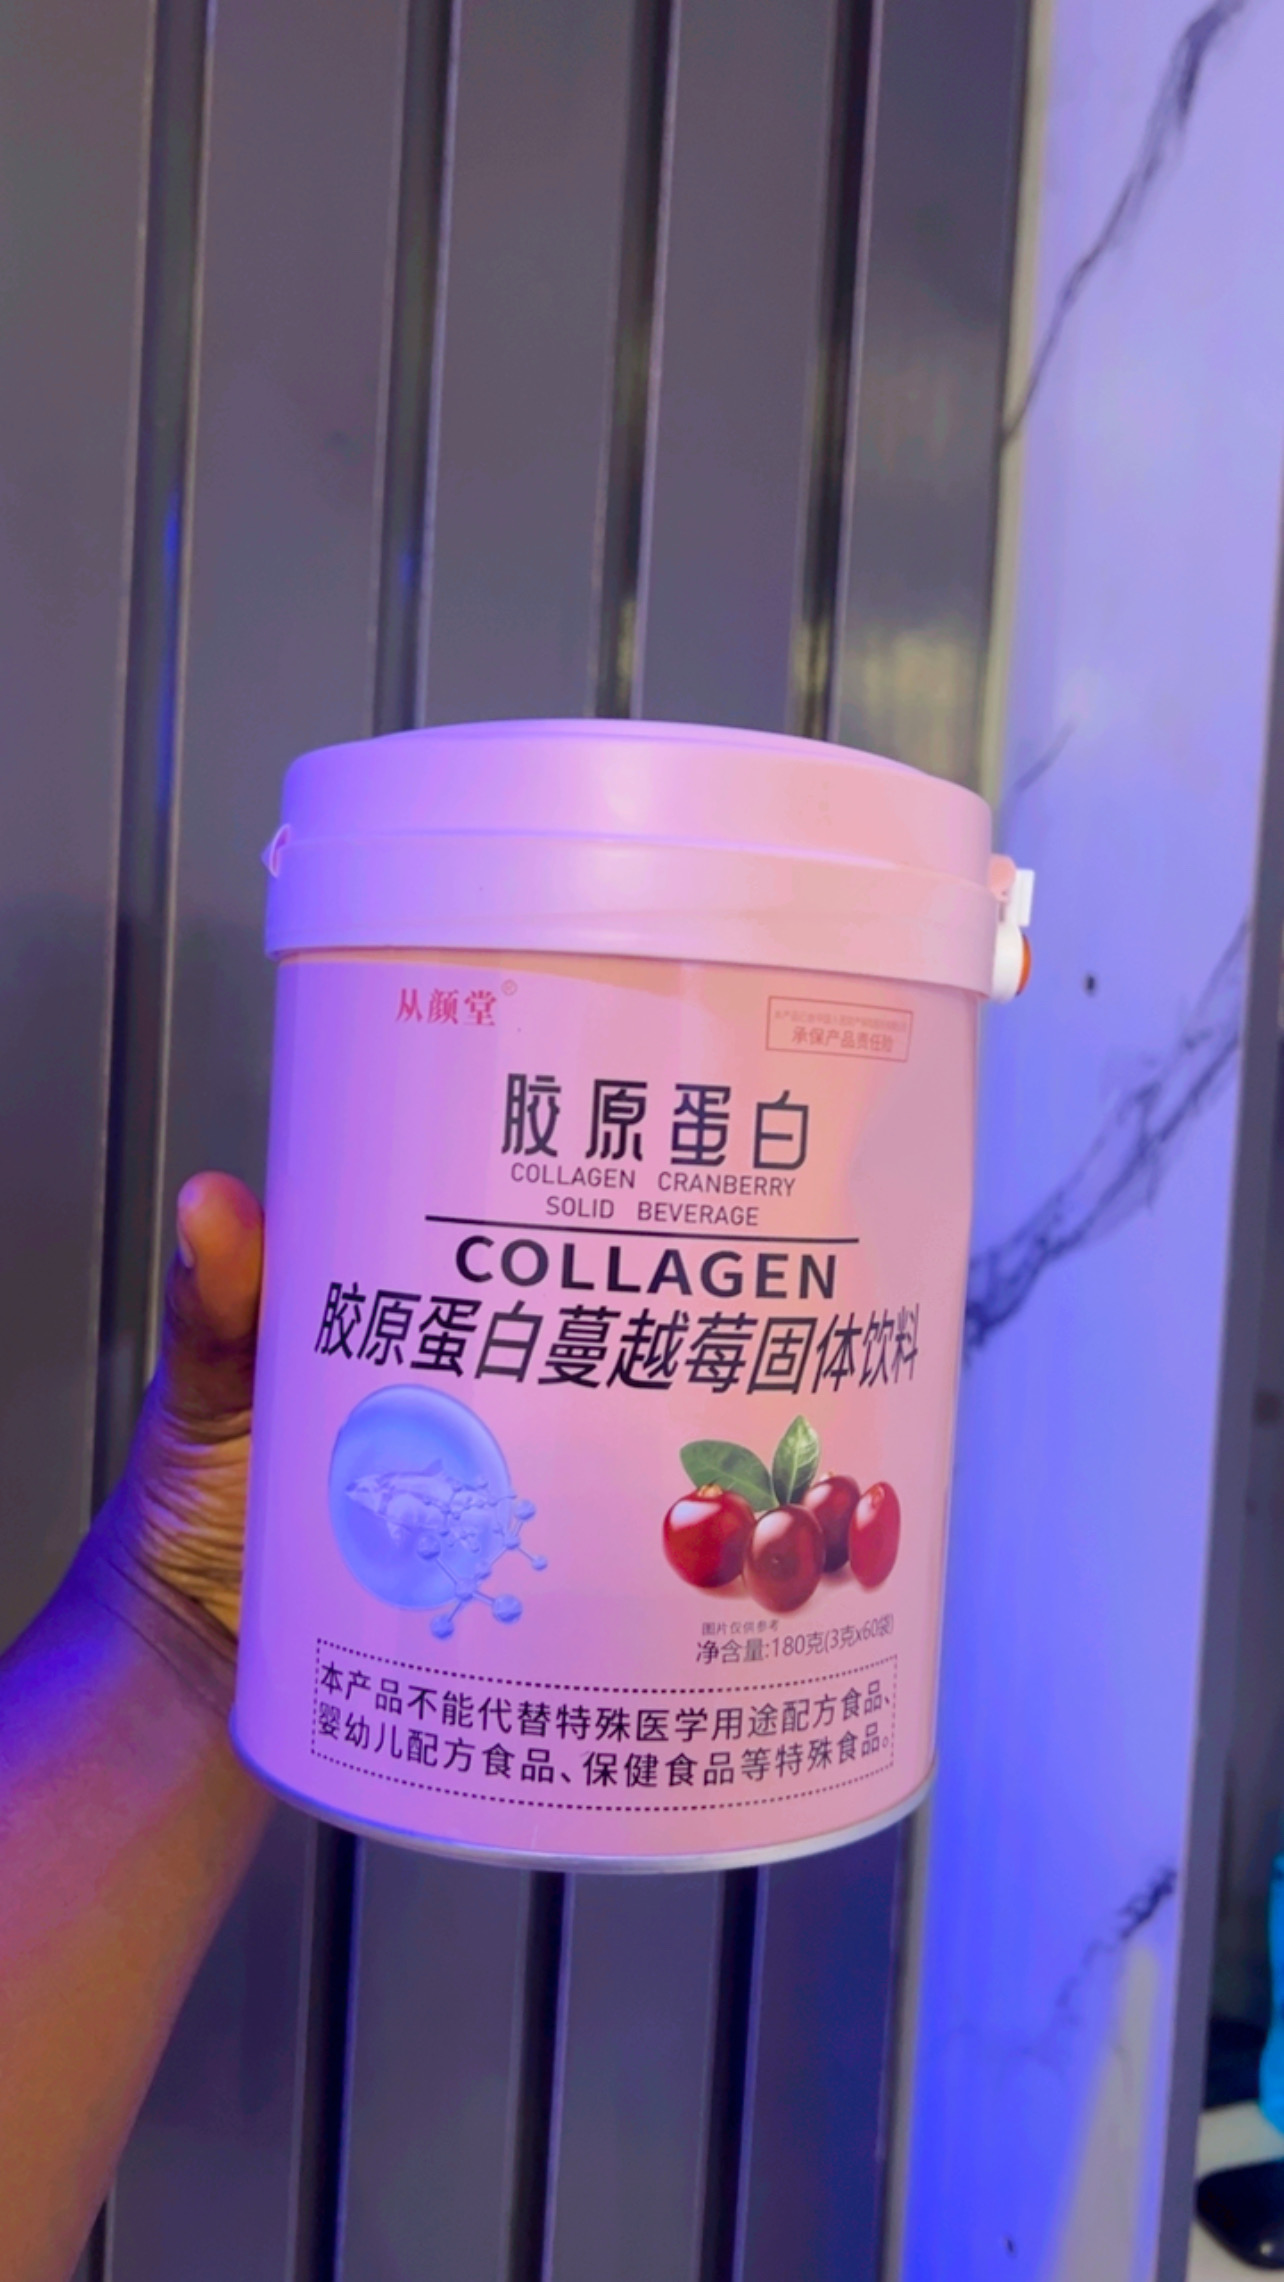 从颜堂®
承保产品责任险
胶原蛋白
COLLAGEN CRANBERRY
SOLID BEVERAGE
COLLAGEN
胶原蛋白蔓越莓固体饮料
图片仅供参考
净含量:180克(3克x60袋)
本产品不能代替特殊医学用途配方食品、
婴幼儿配方食品、保健食品等特殊食品。